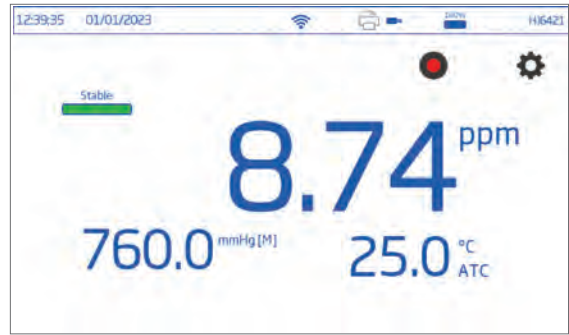 12:39:35 01/01/2023 HI6421
Stable
8.74 ppm
760.0 mmHg [M] 25.0 °C
ATC